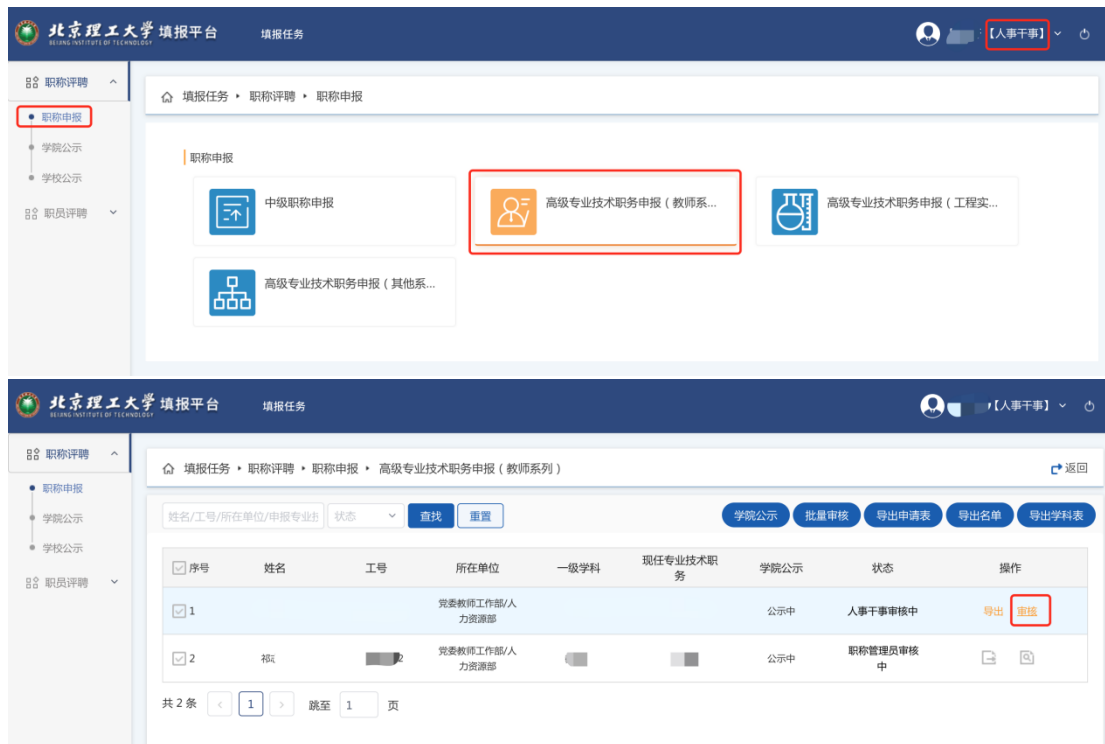 北京理工大学 填报平台 填报任务 【人事干事】
BEIJING INSTITUTE OF TECHNOLOGY
职称评聘
填报任务 职称评聘 职称申报
职称申报
学院公示
学校公示
职员评聘
职称申报
中级职称申报
高级专业技术职务申报（教师系...
高级专业技术职务申报（工程实...
高级专业技术职务申报（其他系...
北京理工大学 填报平台 填报任务 【人事干事】
BEIJING INSTITUTE OF TECHNOLOGY
职称评聘
填报任务 职称评聘 职称申报 高级专业技术职务申报（教师系列） 返回
职称申报
学院公示
学校公示
职员评聘
姓名/工号/所在单位/申报专业技 状态 查找 重置 学院公示 批量审核 导出申请表 导出名单 导出学科表
序号 姓名 工号 所在单位 一级学科 现任专业技术职
务 学院公示 状态 操作
1 党委教师工作部/人
力资源部 公示中 人事干事审核中 导出 审核
2 祁 2 党委教师工作部/人
力资源部 公示中 职称管理员审核
中
共 2 条 1 跳至 1 页